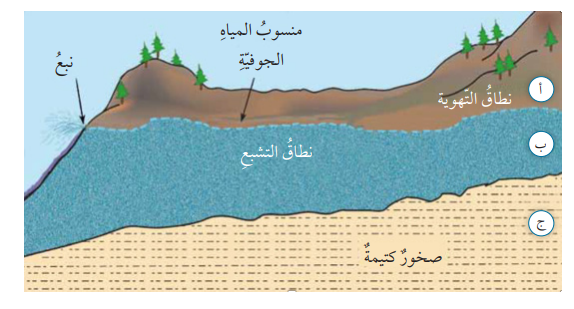 منسوبُ المياهِ
الجوفيّةِ
نبعُ
أ
نطاقُ التّهوية
ب
نطاقُ التشبعِ
ج
صخورٌ كتيمةٌ